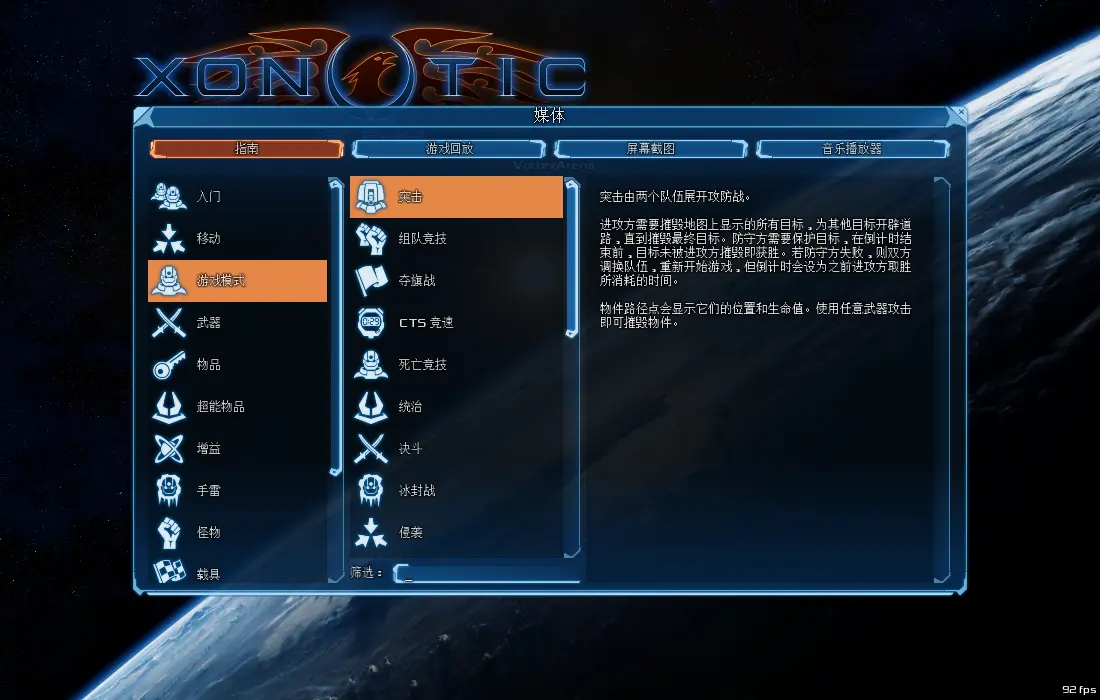 XONOTIC
媒体
指南
游戏回放
屏幕截图
音乐播放器
VortexArena
入门
移动
游戏模式
武器
物品
超能物品
增益
手雷
怪物
载具
突击
组队竞技
夺旗战
CTS 竞速
死亡竞技
统治
决斗
冰封战
侵袭
筛选：
突击由两个队伍展开攻防战。
进攻方需要摧毁地图上显示的所有目标，为其他目标开辟道
路，直到摧毁最终目标。防守方需要保护目标，在倒计时结
束前，目标未被进攻方摧毁即获胜。若防守方失败，则双方
调换队伍，重新开始游戏，但倒计时会设为之前进攻方取胜
所消耗的时间。
物件路径点会显示它们的位置和生命值。使用任意武器攻击
即可摧毁物件。
92 fps